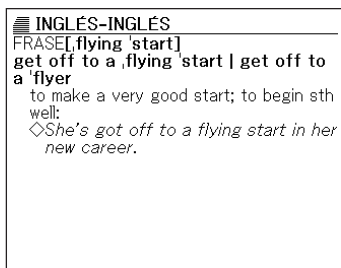 INGLÉS-INGLÉS
FRASE[ˌflying ˈstart]
get off to a ˌflying ˈstart | get off to
a ˈflyer
to make a very good start; to begin sth
well:
◇She's got off to a flying start in her
new career.